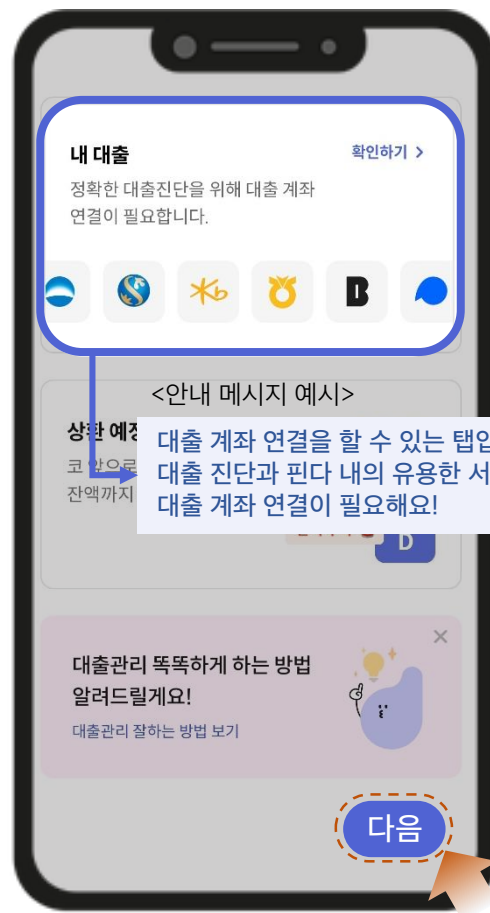 내 대출
확인하기 >
정확한 대출진단을 위해 대출 계좌
연결이 필요합니다.
<안내 메시지 예시>
상환 예정
대출 계좌 연결을 할 수 있는 탭입
코 앞으로
대출 진단과 핀다 내의 유용한 서
잔액까지
대출 계좌 연결이 필요해요!
D
대출관리 똑똑하게 하는 방법
알려드릴게요!
대출관리 잘하는 방법 보기
다음